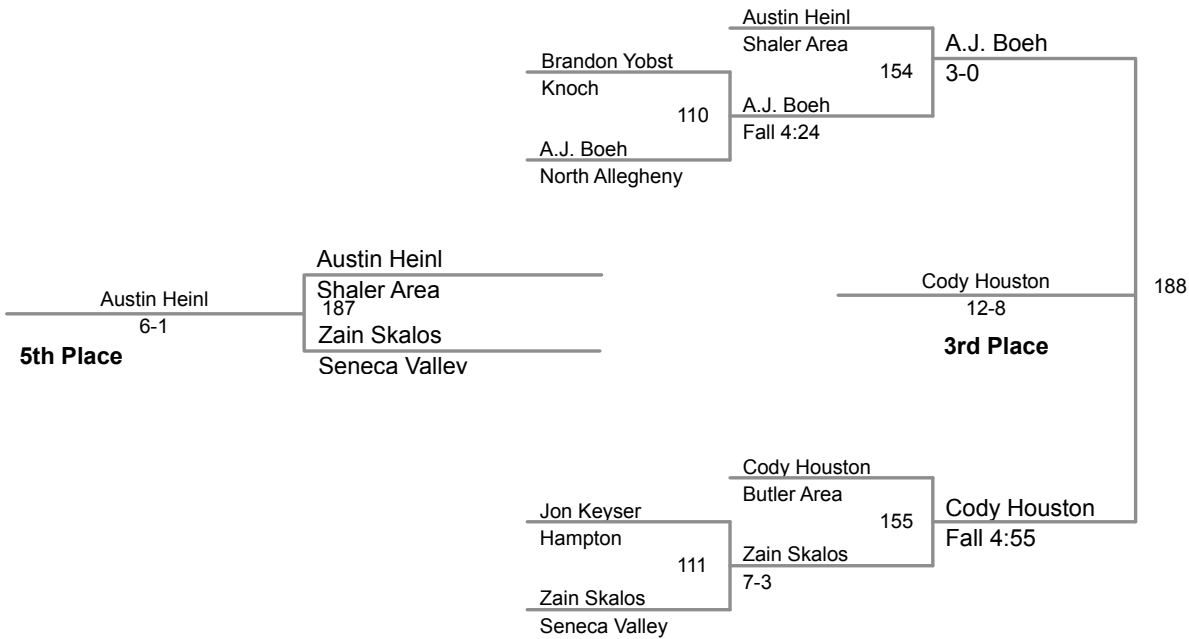 Austin Heinl
Shaler Area
154
A.J. Boeh
3-0
Brandon Yobst
Knoch
110
A.J. Boeh
Fall 4:24
A.J. Boeh
North Allegheny
Austin Heinl
Shaler Area
187
Zain Skalos
Seneca Valley
Austin Heinl
6-1
5th Place
Cody Houston
12-8
3rd Place
188
Cody Houston
Butler Area
155
Cody Houston
Fall 4:55
Jon Keyser
Hampton
111
Zain Skalos
7-3
Zain Skalos
Seneca Valley